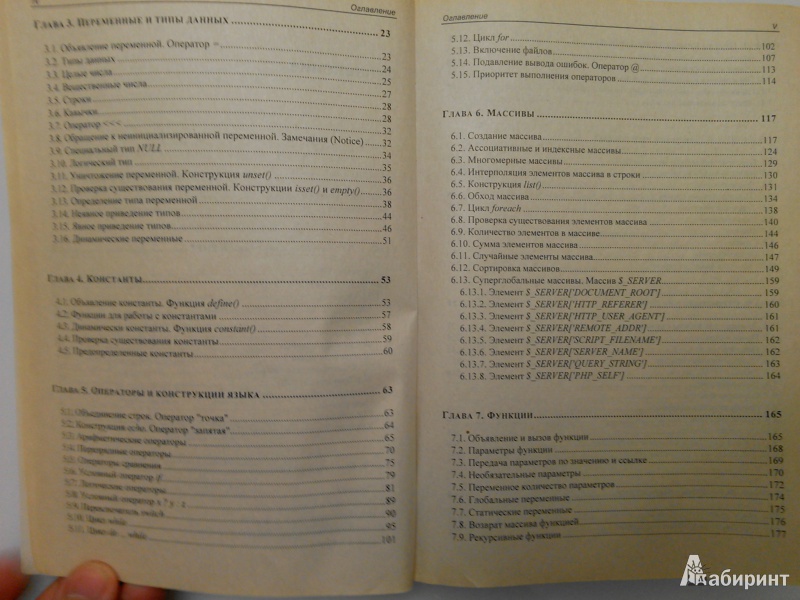 Оглавление
Глава 3. Переменные и типы данных 23
3.1. Объявление переменной. Оператор = 23
3.2. Типы данных 24
3.3. Целые числа 25
3.4. Вещественные числа 27
3.5. Строки 28
3.6. Кавычки 28
3.7. Оператор <<< 32
3.8. Обращение к неинициализированной переменной. Замечания (Notice) 32
3.9. Специальный тип NULL 34
3.10. Логический тип 35
3.11. Уничтожение переменной. Конструкция unset() 36
3.12. Проверка существования переменной. Конструкции isset() и empty() 36
3.13. Определение типа переменной 38
3.14. Неявное приведение типов 44
3.15. Явное приведение типов 46
3.16. Динамические переменные 51
Глава 4. Константы 53
4.1. Объявление константы. Функция define() 53
4.2. Функции для работы с константами 57
4.3. Динамически константы. Функция constant() 58
4.4. Проверка существования константы 59
4.5. Предопределенные константы 60
Глава 5. Операторы и конструкции языка 63
5.1. Объединение строк. Оператор "точка" 63
5.2. Конструкция echo. Оператор "запятая" 64
5.3. Арифметические операторы 65
5.4. Поразрядные операторы 70
5.5. Операторы сравнения 75
5.6. Условный оператор if 79
5.7. Логические операторы 81
5.8. Условный оператор x ? y : z 89
5.9. Переключатель switch 90
5.10. Цикл while 95
5.11. Цикл do ... while 101
Оглавление v
5.12. Цикл for 102
5.13. Включение файлов 107
5.14. Подавление вывода ошибок. Оператор @ 113
5.15. Приоритет выполнения операторов 114
Глава 6. Массивы 117
6.1. Создание массива 117
6.2. Ассоциативные и индексные массивы 124
6.3. Многомерные массивы 129
6.4. Интерполяция элементов массива в строки 130
6.5. Конструкция list() 131
6.6. Обход массива 134
6.7. Цикл foreach 138
6.8. Проверка существования элементов массива 140
6.9. Количество элементов в массиве 144
6.10. Сумма элементов массива 146
6.11. Случайные элементы массива 147
6.12. Сортировка массивов 149
6.13. Суперглобальные массивы. Массив $_SERVER 159
6.13.1. Элемент $_SERVER['DOCUMENT_ROOT'] 159
6.13.2. Элемент $_SERVER['HTTP_REFERER'] 160
6.13.3. Элемент $_SERVER['HTTP_USER_AGENT'] 161
6.13.4. Элемент $_SERVER['REMOTE_ADDR'] 161
6.13.5. Элемент $_SERVER['SCRIPT_FILENAME'] 162
6.13.6. Элемент $_SERVER['SERVER_NAME'] 162
6.13.7. Элемент $_SERVER['QUERY_STRING'] 163
6.13.8. Элемент $_SERVER['PHP_SELF'] 164
Глава 7. Функции 165
7.1. Объявление и вызов функции 165
7.2. Параметры функции 168
7.3. Передача параметров по значению и ссылке 169
7.4. Необязательные параметры 170
7.5. Переменное количество параметров 172
7.6. Глобальные переменные 174
7.7. Статические переменные 175
7.8. Возврат массива функцией 176
7.9. Рекурсивные функции 177
Лабиринт